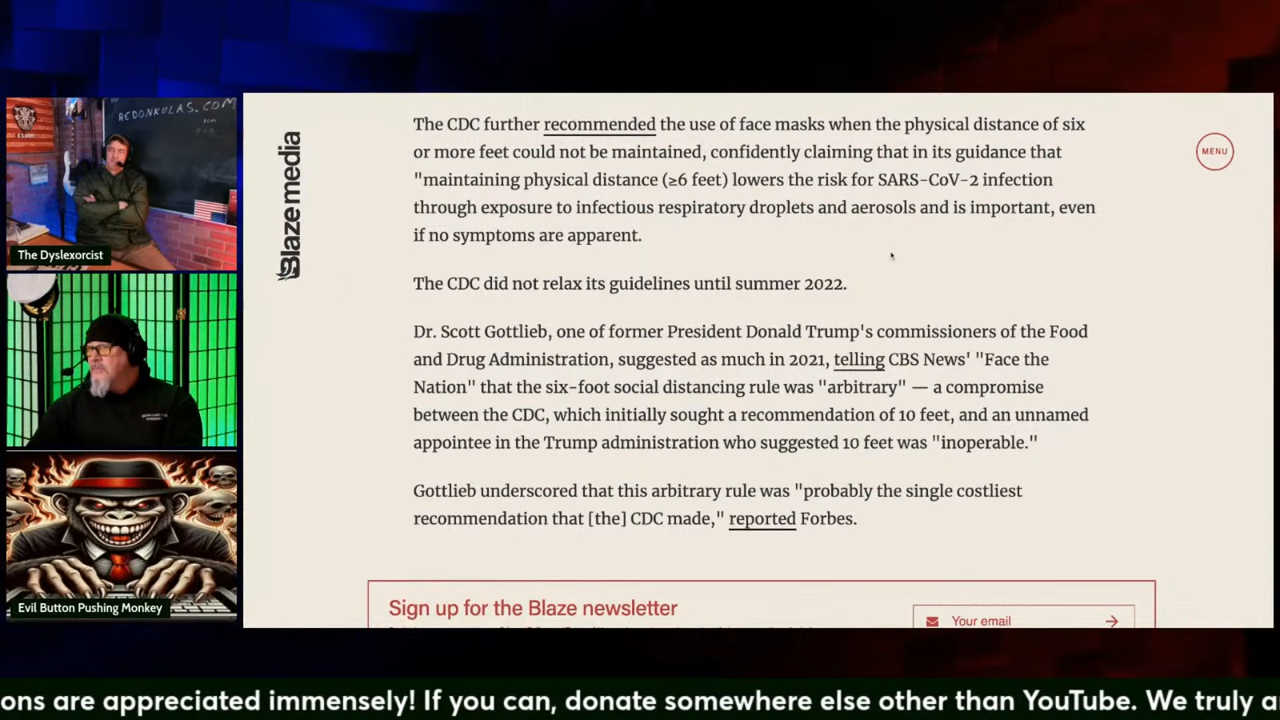 REDONKULAS.COM
The Dyslexorcist
Evil Button Pushing Monkey
Blaze media
MENU
The CDC further recommended the use of face masks when the physical distance of six
or more feet could not be maintained, confidently claiming that in its guidance that
"maintaining physical distance (≥6 feet) lowers the risk for SARS-CoV-2 infection
through exposure to infectious respiratory droplets and aerosols and is important, even
if no symptoms are apparent.
The CDC did not relax its guidelines until summer 2022.
Dr. Scott Gottlieb, one of former President Donald Trump's commissioners of the Food
and Drug Administration, suggested as much in 2021, telling CBS News' "Face the
Nation" that the six-foot social distancing rule was "arbitrary" — a compromise
between the CDC, which initially sought a recommendation of 10 feet, and an unnamed
appointee in the Trump administration who suggested 10 feet was "inoperable."
Gottlieb underscored that this arbitrary rule was "probably the single costliest
recommendation that [the] CDC made," reported Forbes.
Sign up for the Blaze newsletter
Your email
ons are appreciated immensely! If you can, donate somewhere else other than YouTube. We truly a